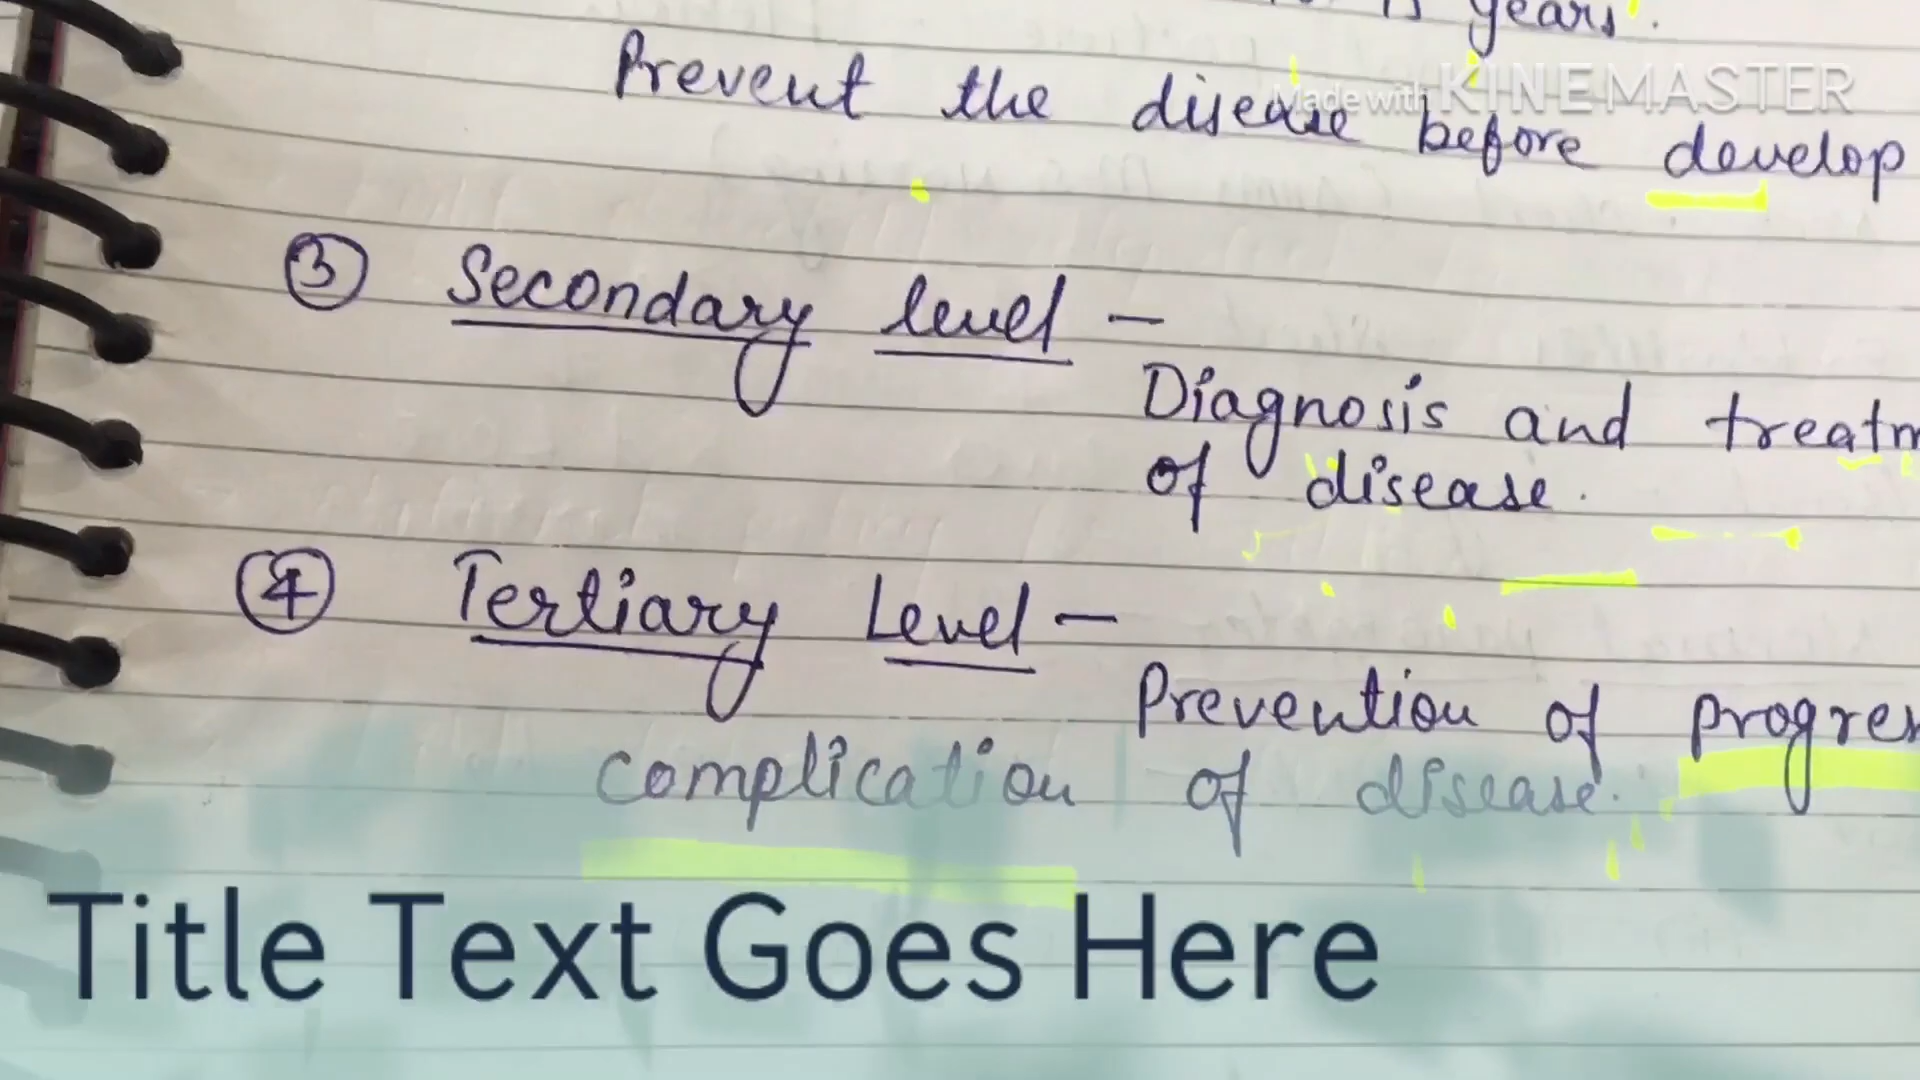 years.
Prevent the disease before develop
Made with KINEMASTER
③ Secondary level –
Diagnosis and treatm
of disease.
④ Tertiary Level –
Prevention of progres
complication of disease.
Title Text Goes Here